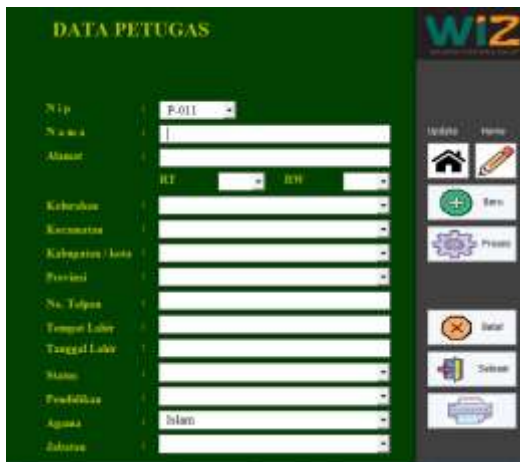 DATA PETUGAS
WIZ
Nip : P-011
Nama :
Alamat :
RT RW
Update Home
Kelurahan :
Baru
Kecamatan :
Kabupaten / kota :
Proses
Provinsi :
No. Telpon :
Tempat Lahir :
Batal
Tanggal Lahir :
Status :
Keluar
Pendidikan :
Agama : Islam
Jabatan :